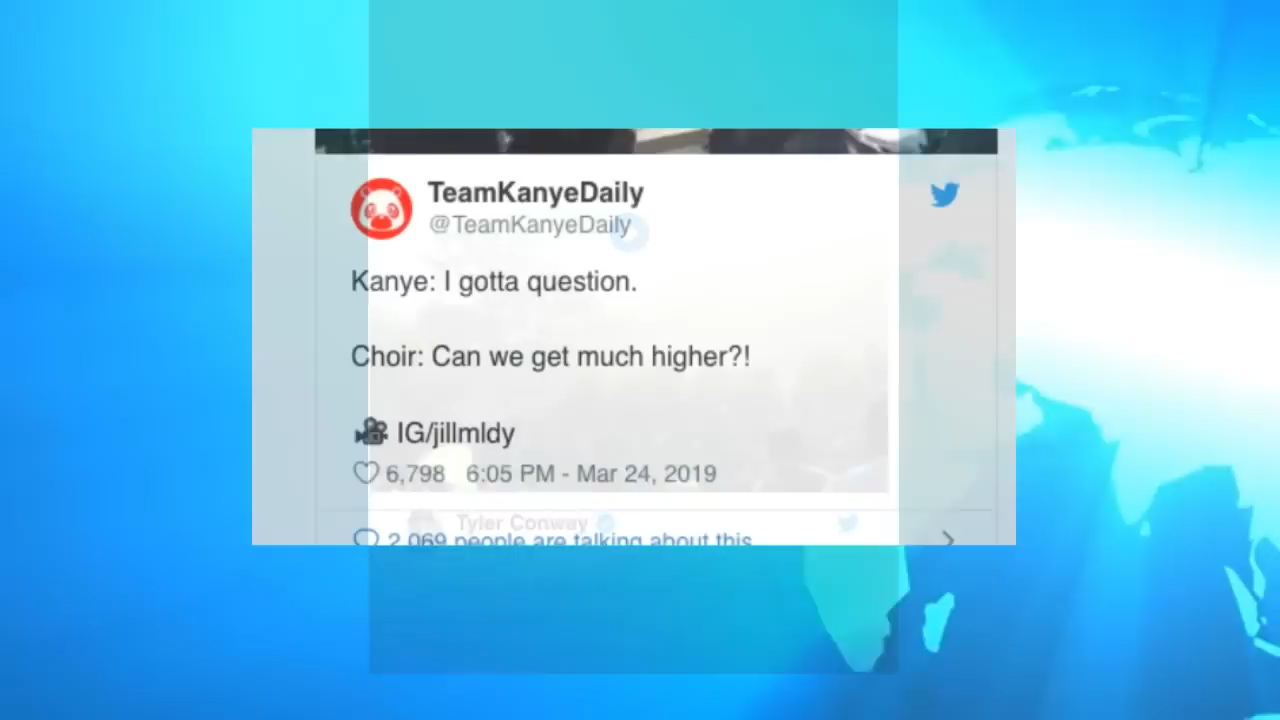 TeamKanyeDaily
@TeamKanyeDaily
Kanye: I gotta question.
Choir: Can we get much higher?!
IG/jillmldy
6,798 6:05 PM - Mar 24, 2019
Tyler Conway
2,069 people are talking about this